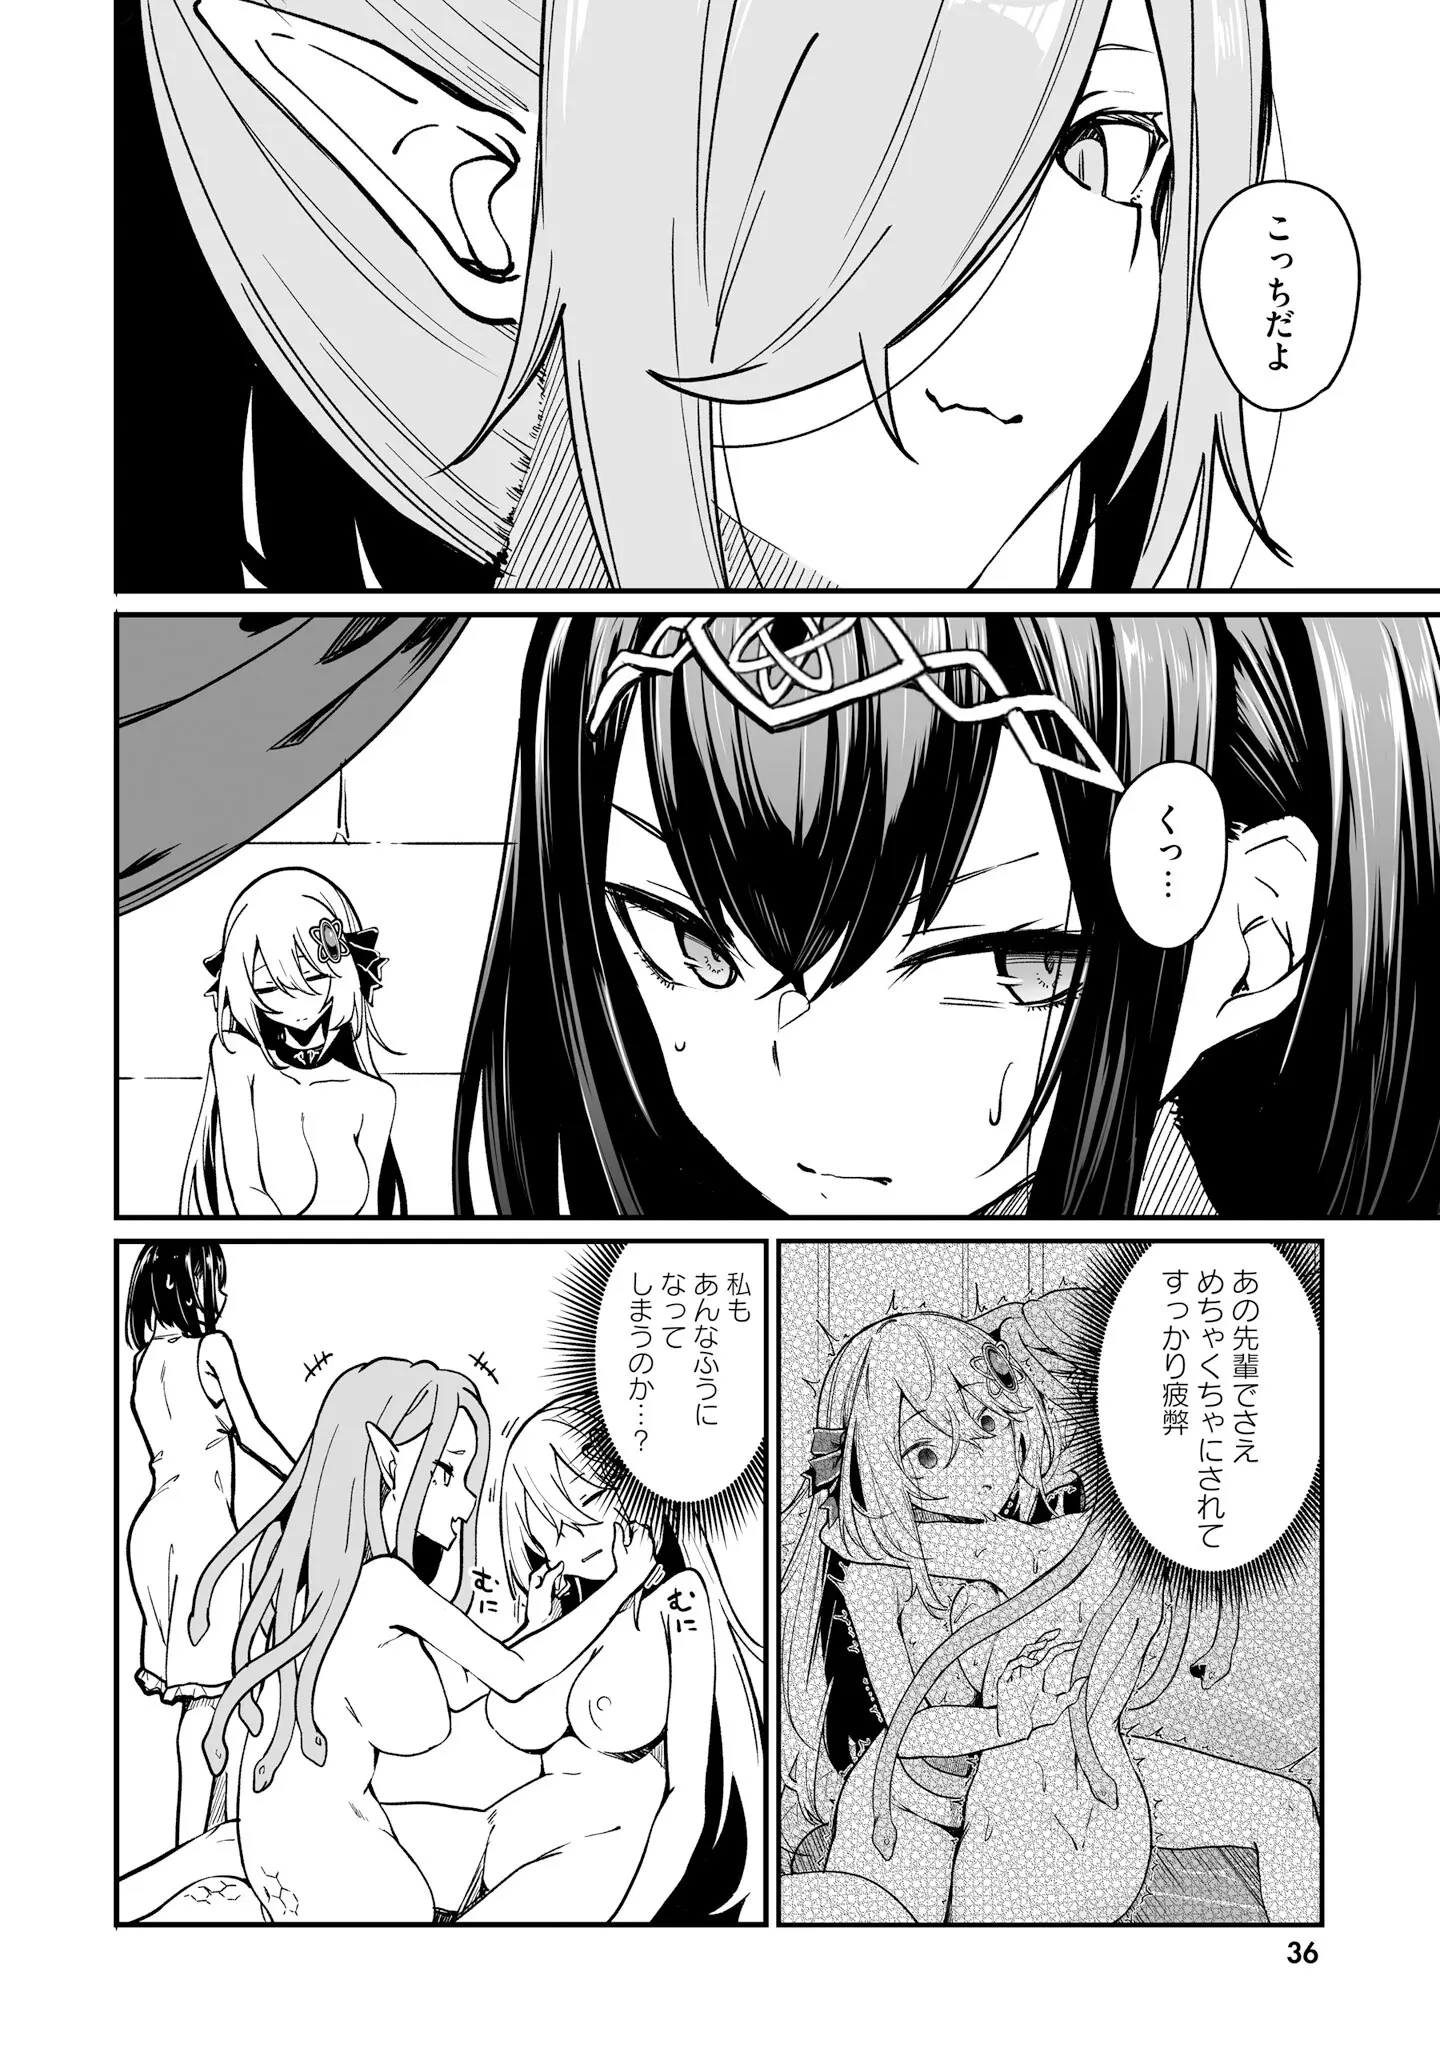 こっちだよ
くっ…
あの先輩でさえ
めちゃくちゃにされて
すっかり疲弊
私も
あんなふうに
なって
しまうのか…?
むに
むに
36